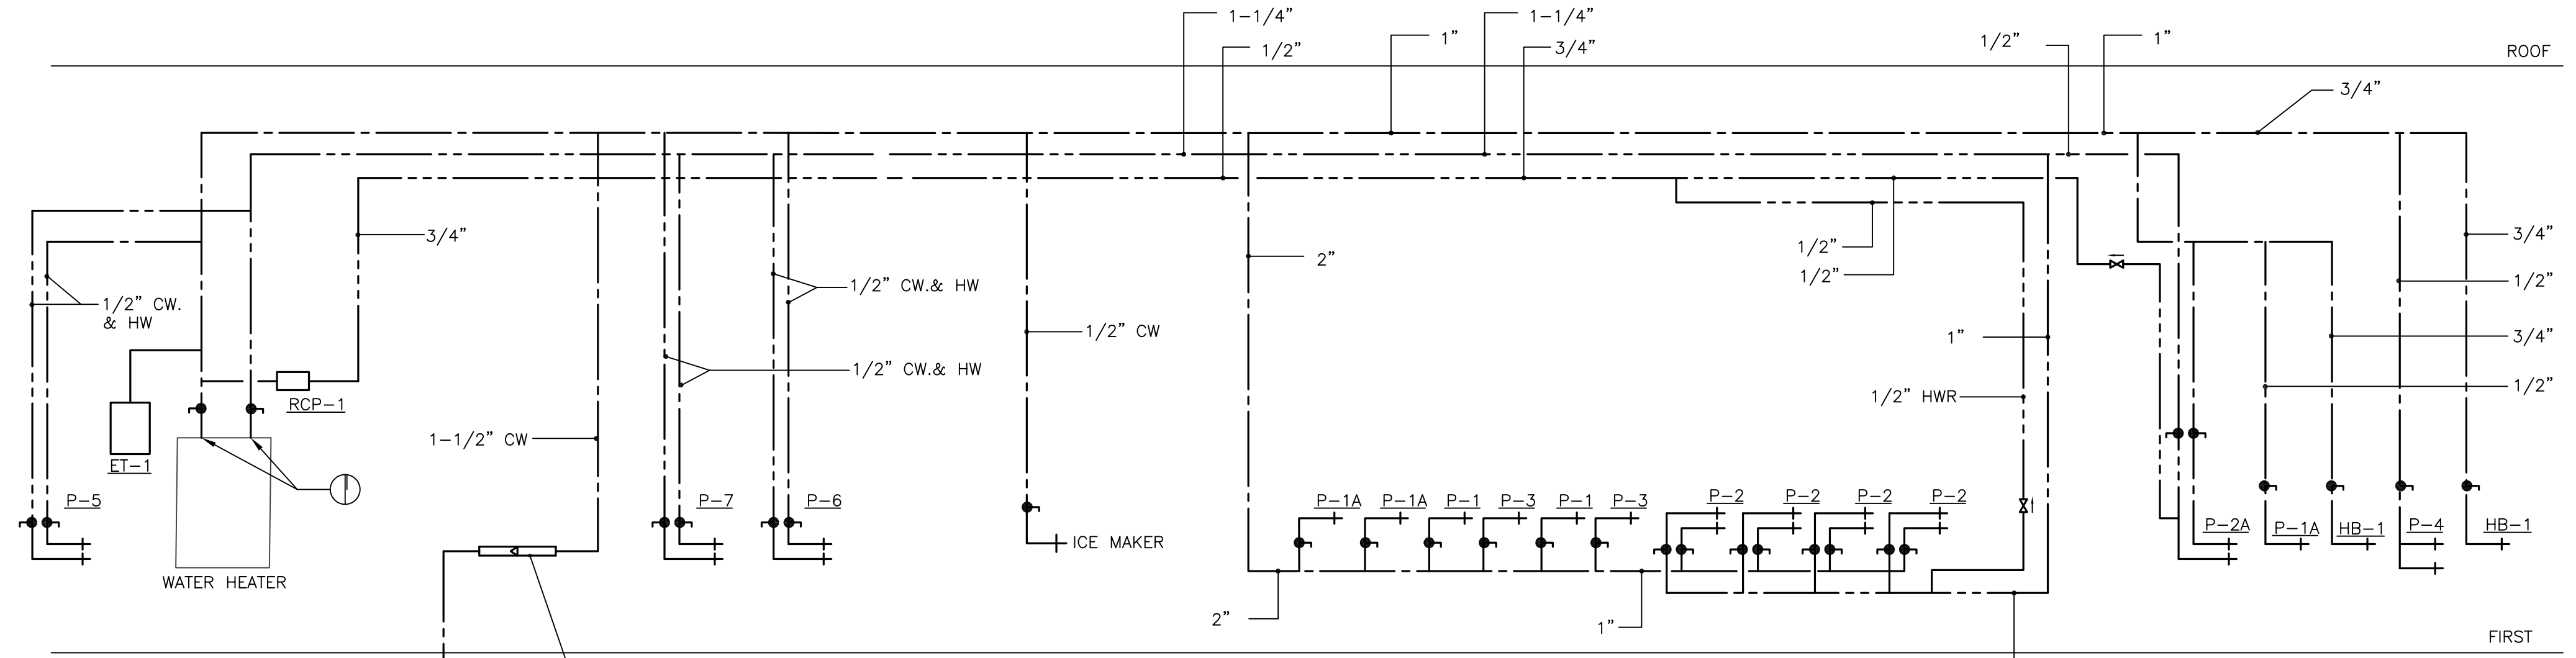 1-1/4"
1-1/4"
1/2"
1"
3/4"
1/2"
1"
ROOF
3/4"
3/4"
1/2" CW.
& HW
RCP-1
ET-1
P-5
WATER HEATER
1-1/2" CW
1/2" CW.& HW
1/2" CW.& HW
P-7
P-6
1/2" CW
ICE MAKER
2"
2"
P-1A
P-1A
P-1
P-3
P-1
P-3
P-2
P-2
P-2
P-2
1"
1/2"
1/2"
1"
1/2" HWR
3/4"
1/2"
3/4"
1/2"
P-2A
P-1A
HB-1
P-4
HB-1
FIRST